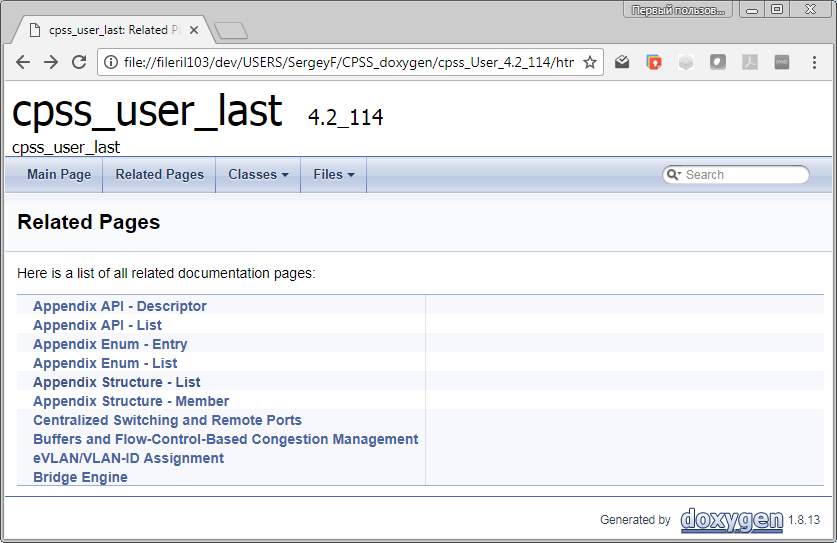 Первый пользов...
cpss_user_last: Related P
file://fileril103/dev/USERS/SergeyF/CPSS_doxygen/cpss_User_4.2_114/htm
cpss_user_last 4.2_114
cpss_user_last
Main Page Related Pages Classes Files Search
Related Pages
Here is a list of all related documentation pages:
Appendix API - Descriptor
Appendix API - List
Appendix Enum - Entry
Appendix Enum - List
Appendix Structure - List
Appendix Structure - Member
Centralized Switching and Remote Ports
Buffers and Flow-Control-Based Congestion Management
eVLAN/VLAN-ID Assignment
Bridge Engine
Generated by doxygen 1.8.13